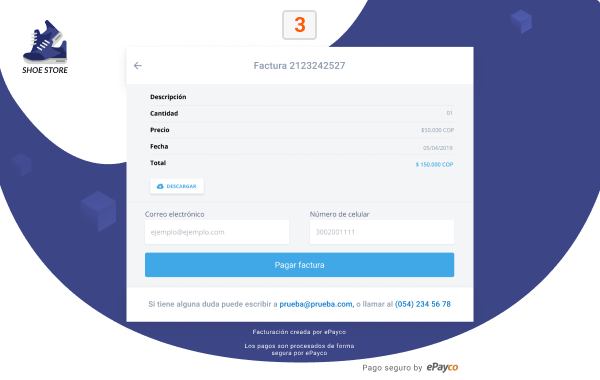 3
SHOE STORE
Factura 2123242527
Descripción
Cantidad 01
Precio $50.000 COP
Fecha 05/04/2019
Total $ 150.000 COP
DESCARGAR
Correo electrónico Número de celular
ejemplo@ejemplo.com 3002001111
Pagar factura
Si tiene alguna duda puede escribir a prueba@prueba.com, o llamar al (054) 234 56 78
Facturación creada por ePayco
Los pagos son procesados de forma
segura por ePayco
Pago seguro by ePayco